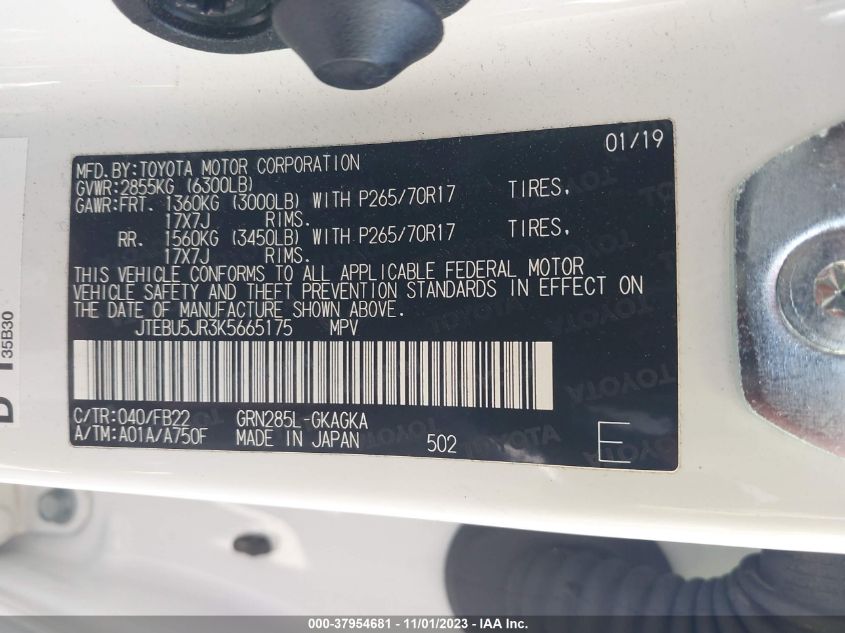 01/19
MFD.BY:TOYOTA MOTOR CORPORATION
GVWR:2855KG (6300LB)
GAWR:FRT. 1360KG (3000LB) WITH P265/70R17 TIRES,
17X7J RIMS.
RR. 1560KG (3450LB) WITH P265/70R17 TIRES,
17X7J RIMS.
THIS VEHICLE CONFORMS TO ALL APPLICABLE FEDERAL MOTOR
VEHICLE SAFETY AND THEFT PREVENTION STANDARDS IN EFFECT ON
THE DATE OF MANUFACTURE SHOWN ABOVE.
JTEBU5JR3K5665175 MPV
C/TR:040/FB22 GRN285L-GKAGKA
A/TM:A01A/A750F MADE IN JAPAN 502 E
35B30
000-37954681 - 11/01/2023 - IAA Inc.